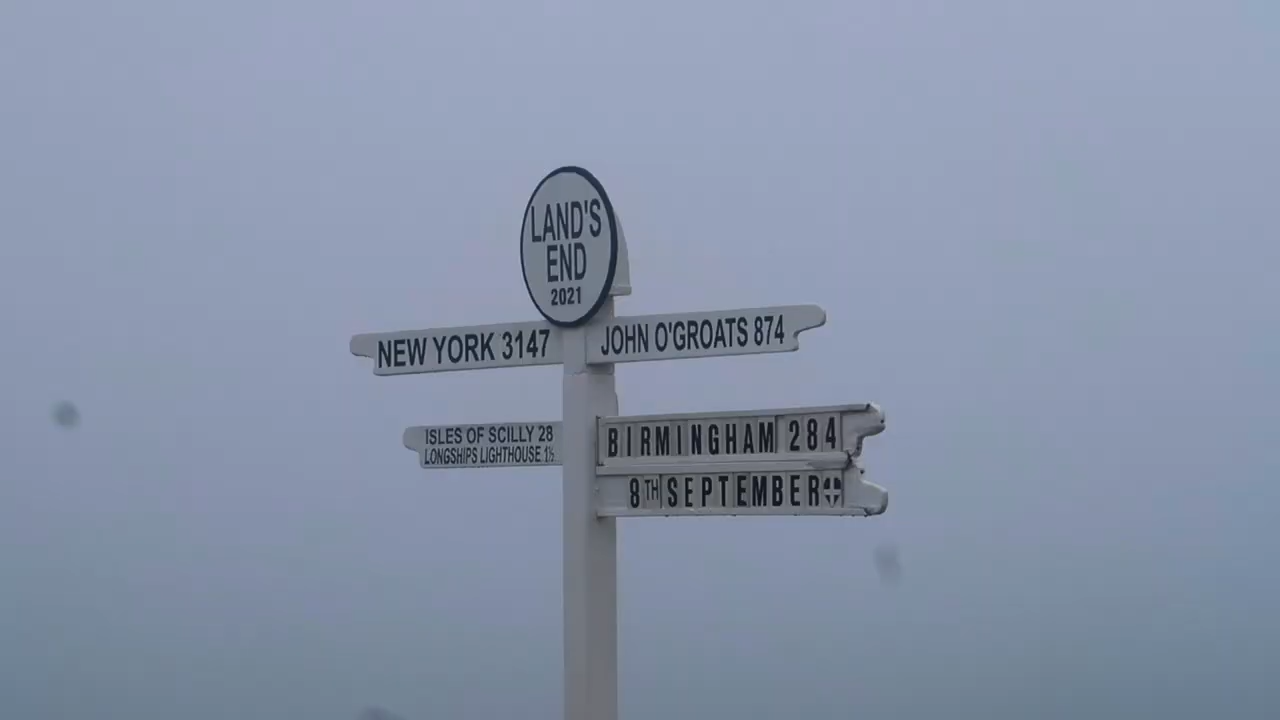 LAND'S
END
2021
NEW YORK 3147
JOHN O'GROATS 874
ISLES OF SCILLY 28
LONGSHIPS LIGHTHOUSE 1½
BIRMINGHAM 284
8TH SEPTEMBER